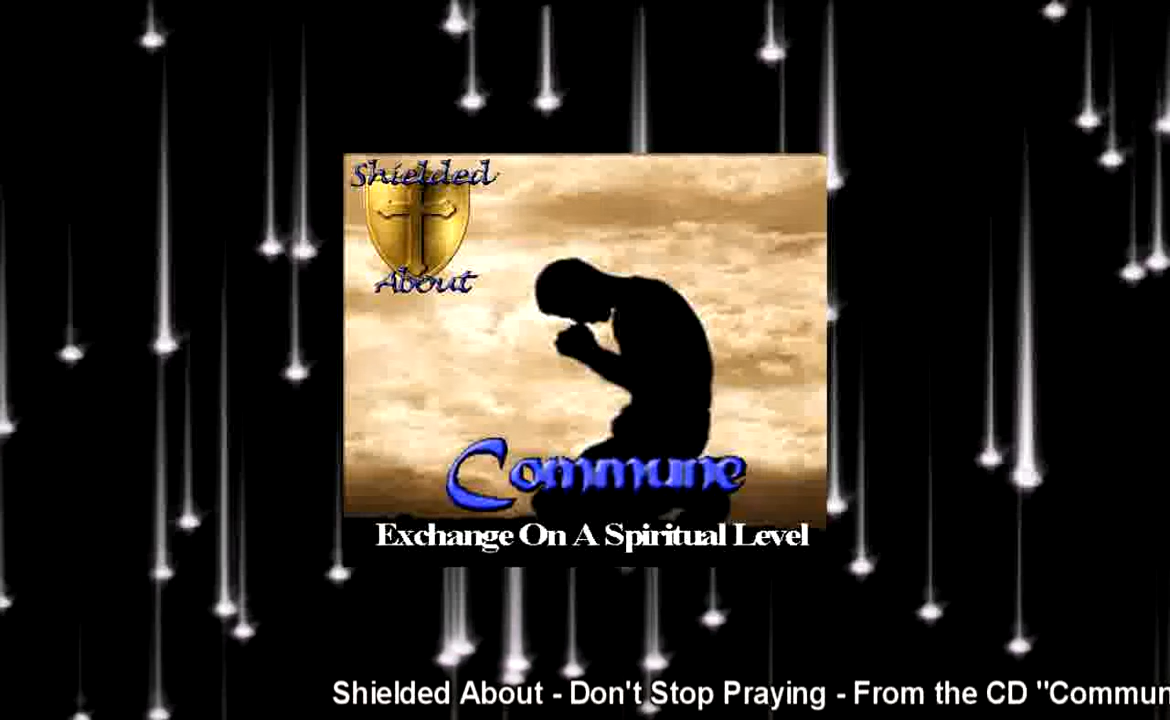 Shielded
About
Commune
Exchange On A Spiritual Level
Shielded About - Don't Stop Praying - From the CD "Commun